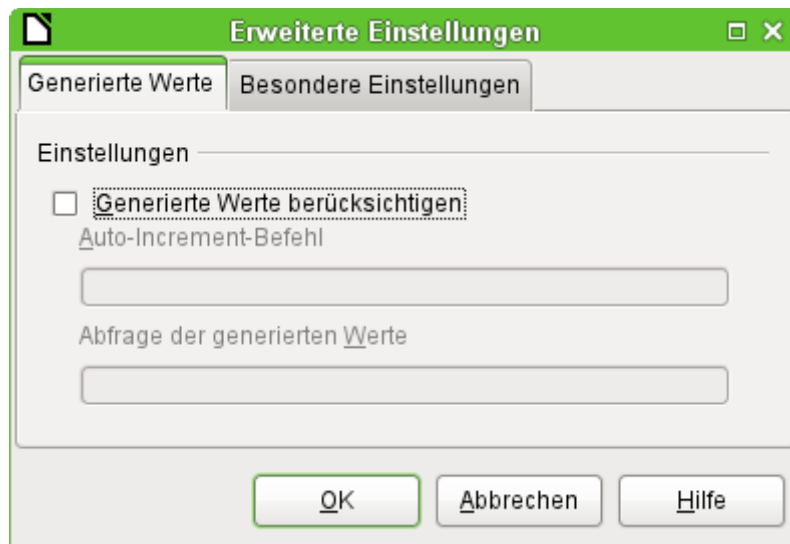 Erweiterte Einstellungen
Generierte Werte Besondere Einstellungen
Einstellungen
Generierte Werte berücksichtigen
Auto-Increment-Befehl
Abfrage der generierten Werte
OK Abbrechen Hilfe